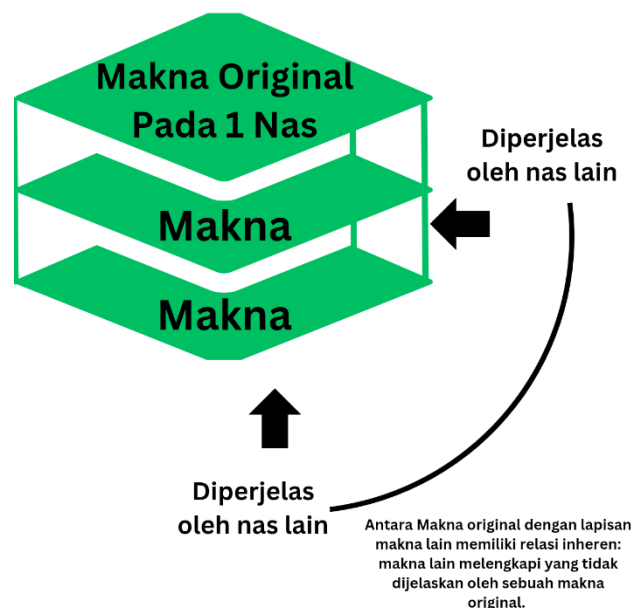 Makna Original
Pada 1 Nas
Diperjelas
oleh nas lain
Makna
Makna
Diperjelas
oleh nas lain
Antara Makna original dengan lapisan
makna lain memiliki relasi inheren:
makna lain melengkapi yang tidak
dijelaskan oleh sebuah makna
original.